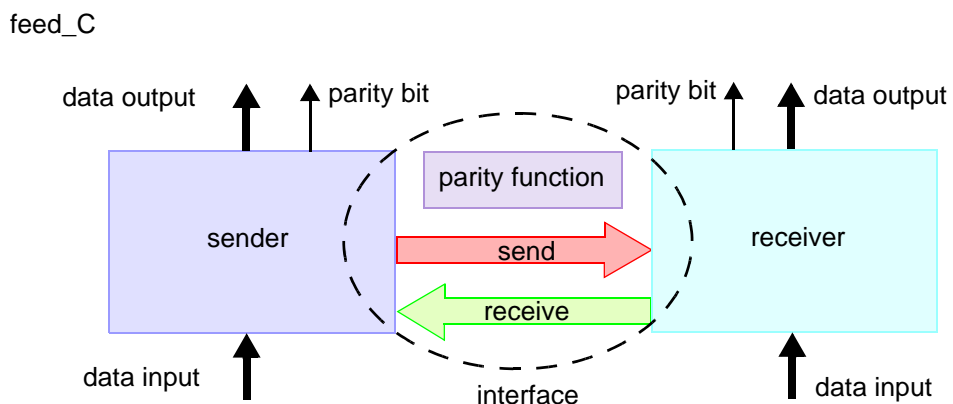 feed_C
data output
parity bit
parity bit
data output
parity function
sender
receiver
send
receive
data input
interface
data input